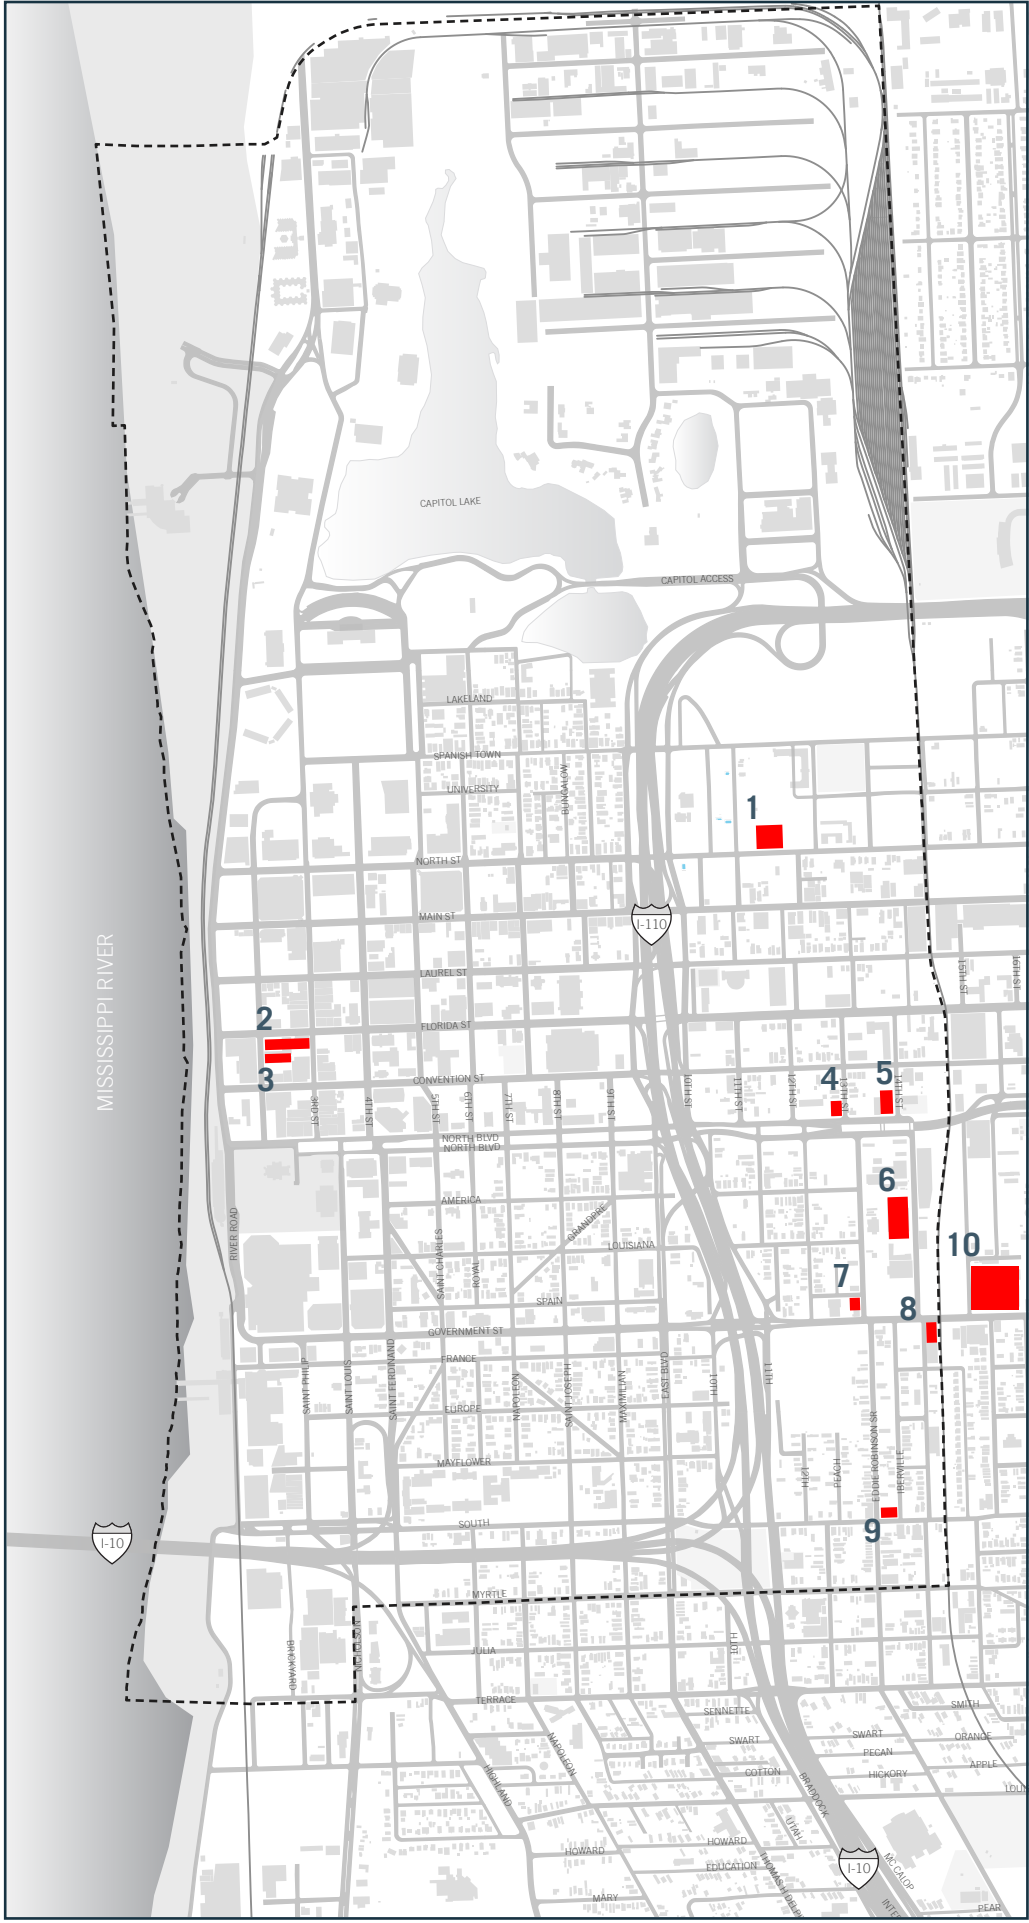 CAPITOL LAKE
CAPITOL ACCESS
LAKELAND
SPANISH TOWN
UNIVERSITY
BUNGALOW
1
NORTH ST
MAIN ST
I-110
MISSISSIPPI RIVER
LAUREL ST
15TH ST
16TH ST
2
FLORIDA ST
3
CONVENTION ST
4
5
3RD ST
4TH ST
5TH ST
6TH ST
7TH ST
8TH ST
9TH ST
10TH ST
11TH ST
12TH ST
13TH ST
14TH ST
NORTH BLVD
NORTH BLVD
6
AMERICA
GRANDPRE
RIVER ROAD
SAINT CHARLES
ROYAL
LOUISIANA
10
7
SPAIN
8
GOVERNMENT ST
FRANCE
SAINT PHILIP
SAINT LOUIS
SAINT FERDINAND
NAPOLEON
SAINT JOSEPH
MAXIMILIAN
EAST BLVD
10TH
11TH
EUROPE
MAYFLOWER
12TH
PEACH
EDDIE ROBINSON SR
IBERVILLE
SOUTH
9
I-10
MYRTLE
BRICKYARD
NICHOLSON
JULIA
10TH
TERRACE
SENNETTE
SMITH
SWART
SWART
ORANGE
NAPOLEON
PECAN
APPLE
HIGHLAND
COTTON
HICKORY
BRADDOCK
UTAH
HOWARD
HOWARD
EDUCATION
I-10
MC CALOP
MARY
PEAR